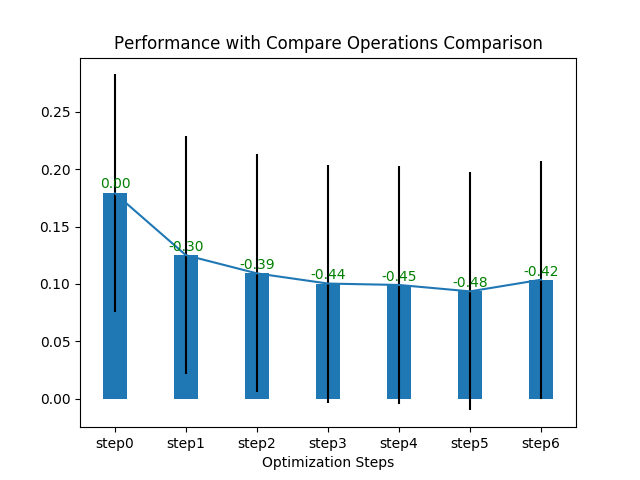 Performance with Compare Operations Comparison
0.25
0.20
0.15
0.10
0.05
0.00
0.00
-0.30
-0.39
-0.44
-0.45
-0.48
-0.42
step0
step1
step2
step3
step4
step5
step6
Optimization Steps